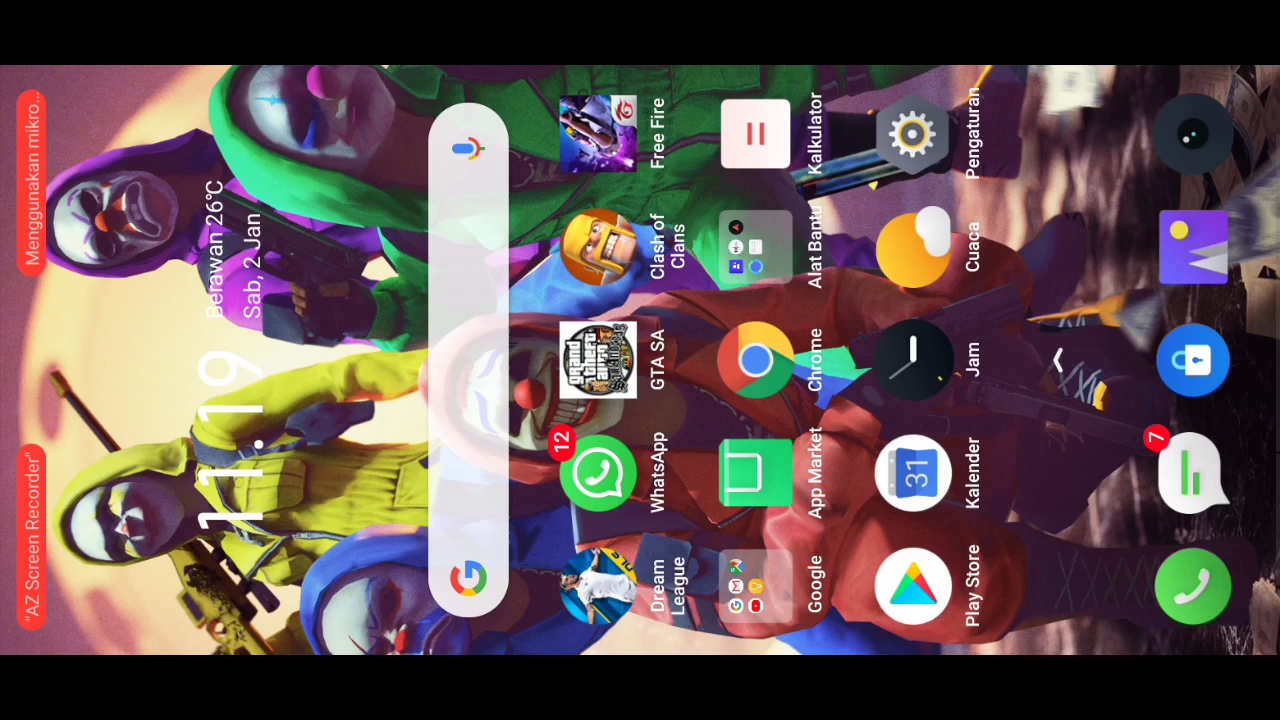 "AZ Screen Recorder" Menggunakan mikro...
11.19
Berawan 26°C
Sab, 2 Jan
12
Dream League
WhatsApp
GTA SA
Clash of Clans
Free Fire
Google
App Market
Chrome
Alat Bantu
Kalkulator
31
Play Store
Kalender
Jam
Cuaca
Pengaturan
7